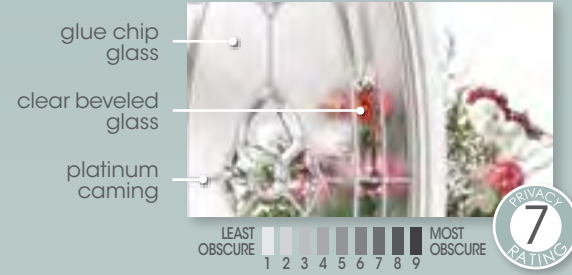 glue chip
glass
clear beveled
glass
platinum
caming
LEAST
OBSCURE
MOST
OBSCURE
1 2 3 4 5 6 7 8 9
PRIVACY
7
RATING